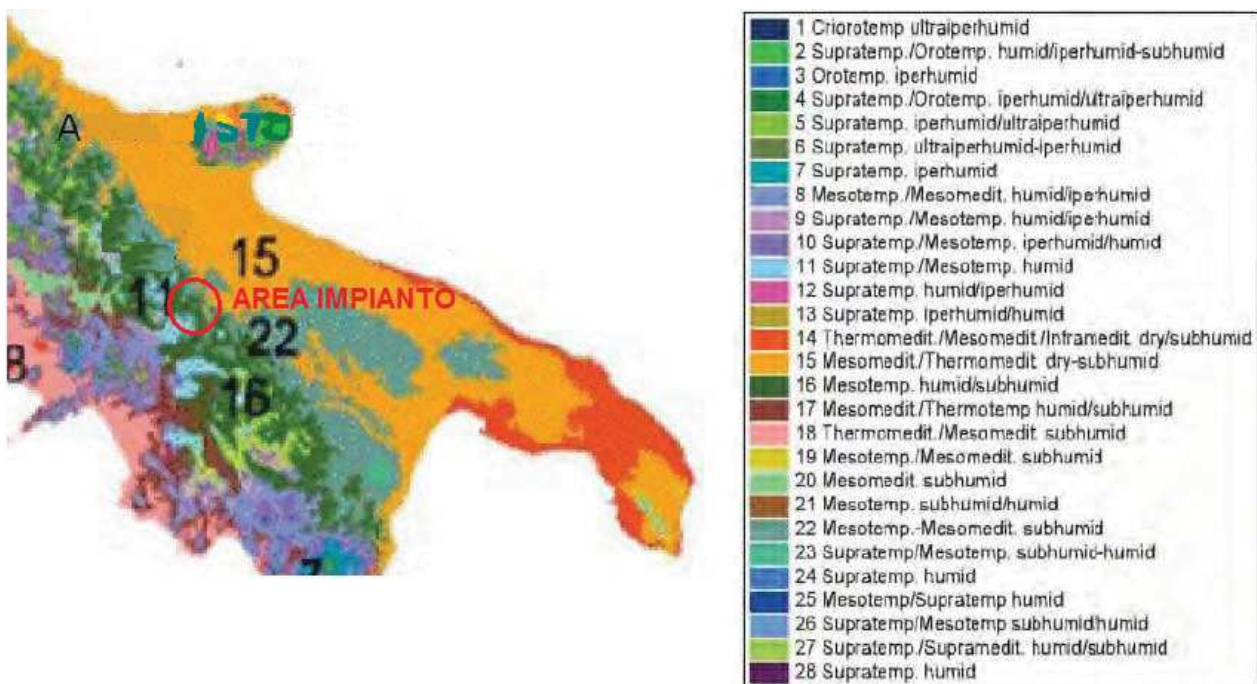 A
15
11
AREA IMPIANTO
22
8
16
7
1 Criorotemp ultraiperhumid
2 Supratemp./Orotemp. humid/iperhumid-subhumid
3 Orotemp. iperhumid
4 Supratemp./Orotemp. iperhumid/ultraiperhumid
5 Supratemp. iperhumid/ultraiperhumid
6 Supratemp. ultraiperhumid-iperhumid
7 Supratemp. iperhumid
8 Mesotemp./Mesomedit. humid/iperhumid
9 Supratemp./Mesotemp. humid/iperhumid
10 Supratemp./Mesotemp. iperhumid/humid
11 Supratemp./Mesotemp. humid
12 Supratemp. humid/iperhumid
13 Supratemp. iperhumid/humid
14 Thermomedit./Mesomedit./Inframedit. dry/subhumid
15 Mesomedit./Thermomedit. dry-subhumid
16 Mesotemp. humid/subhumid
17 Mesomedit./Thermotemp humid/subhumid
18 Thermomedit./Mesomedit. subhumid
19 Mesotemp./Mesomedit. subhumid
20 Mesomedit. subhumid
21 Mesotemp. subhumid/humid
22 Mesotemp.-Mesomedit. subhumid
23 Supratemp/Mesotemp. subhumid-humid
24 Supratemp. humid
25 Mesotemp/Supratemp humid
26 Supratemp/Mesotemp subhumid/humid
27 Supratemp./Supramedit. humid/subhumid
28 Supratemp. humid